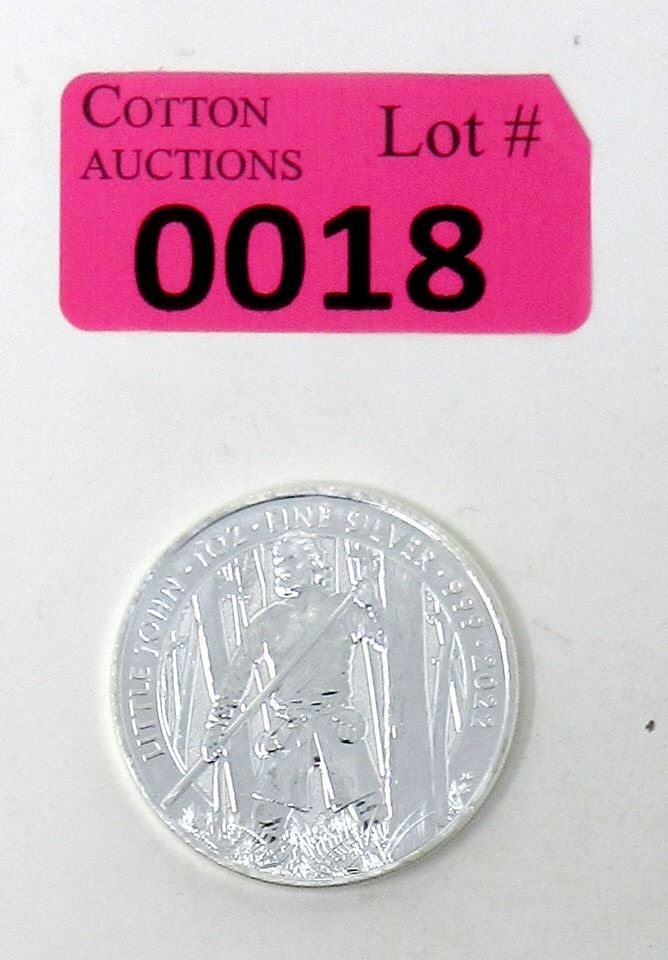 COTTON
AUCTIONS
Lot #
0018
LITTLE JOHN · 1OZ · FINE SILVER · 999 · 2022